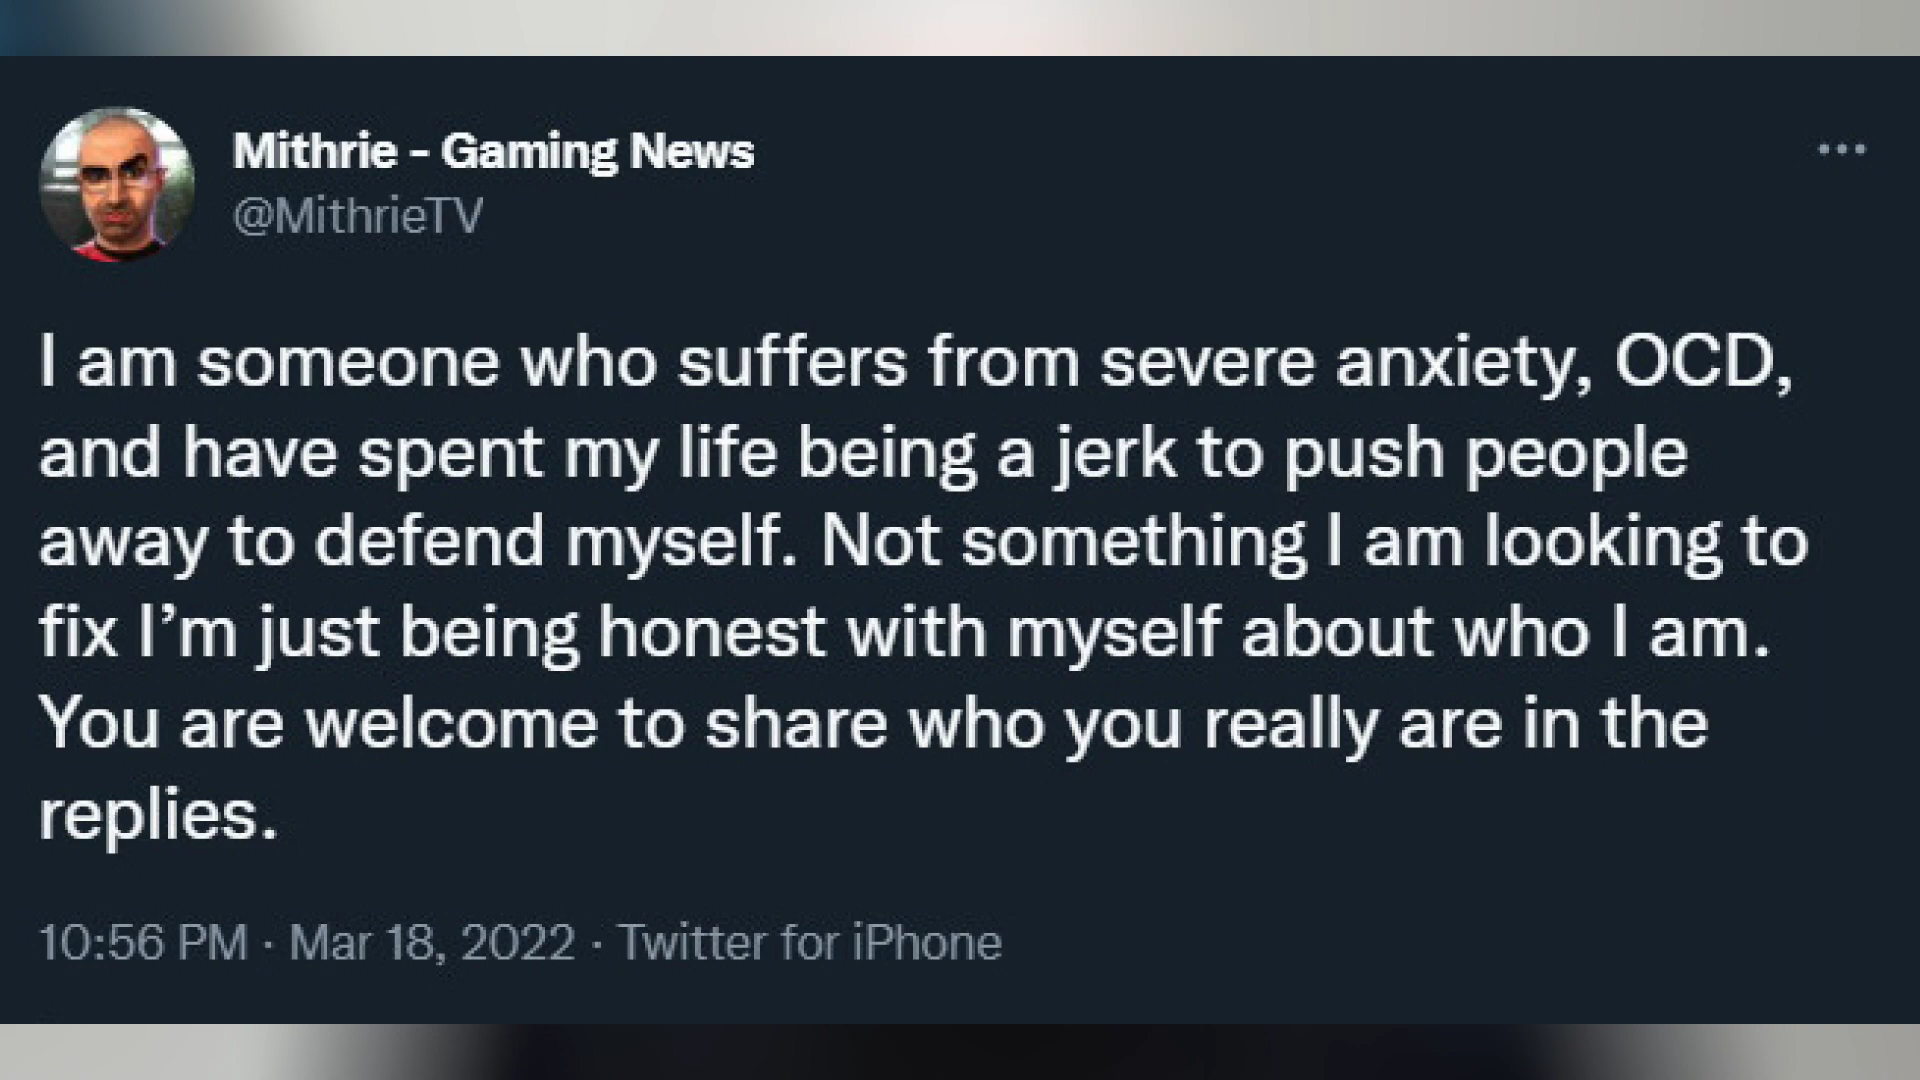 Mithrie - Gaming News
@MithrieTV
I am someone who suffers from severe anxiety, OCD,
and have spent my life being a jerk to push people
away to defend myself. Not something I am looking to
fix I’m just being honest with myself about who I am.
You are welcome to share who you really are in the
replies.
10:56 PM · Mar 18, 2022 · Twitter for iPhone